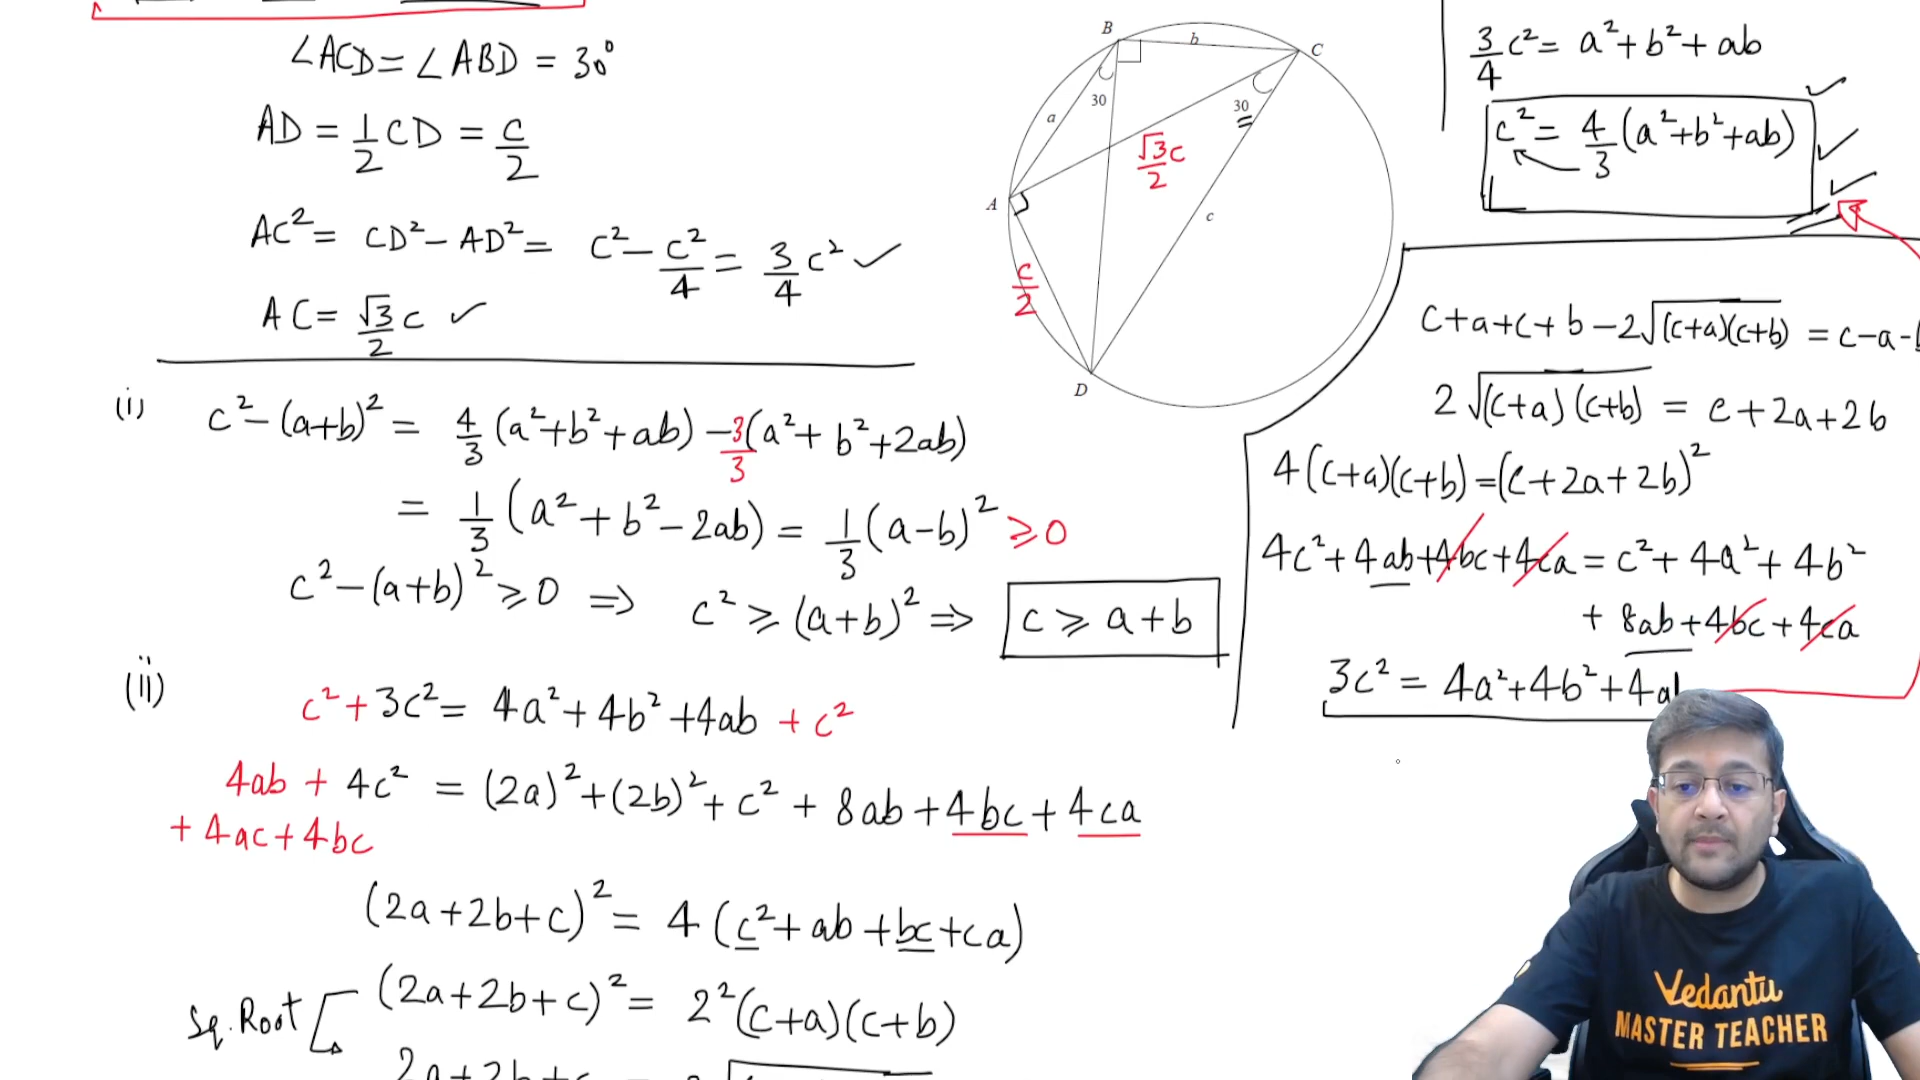 ∠ACD = ∠ABD = 30°
AD = 1/2 CD = c/2
AC² = CD² − AD² = c² − c²/4 = 3/4 c² ✓
AC = √3/2 c ✓
(i) c² − (a+b)² = 4/3 (a²+b²+ab) − 3/3 (a²+b²+2ab)
= 1/3 (a²+b²−2ab) = 1/3 (a−b)² ⩾ 0
c² − (a+b)² ⩾ 0 ⇒ c² ⩾ (a+b)² ⇒ c ⩾ a+b
(ii) c² + 3c² = 4a² + 4b² + 4ab + c²
4ab + 4c² = (2a)² + (2b)² + c² + 8ab + 4bc + 4ca
+ 4ac + 4bc
(2a+2b+c)² = 4 (c² + ab + bc + ca)
Sq. Root (2a+2b+c)² = 2² (c+a)(c+b)
2a+2b+c =
B
b
C
30
30
a
√3/2 c
A
c
c/2
D
3/4 c² = a² + b² + ab
c² = 4/3 (a²+b²+ab) ✓
✓
✓
c+a+c+b − 2√(c+a)(c+b) = c−a−b
2√(c+a)(c+b) = c+2a+2b
4(c+a)(c+b) = (c+2a+2b)²
4c² + 4ab + 4bc + 4ca = c² + 4a² + 4b²
+ 8ab + 4bc + 4ca
3c² = 4a² + 4b² + 4ab
Vedantu
MASTER TEACHER